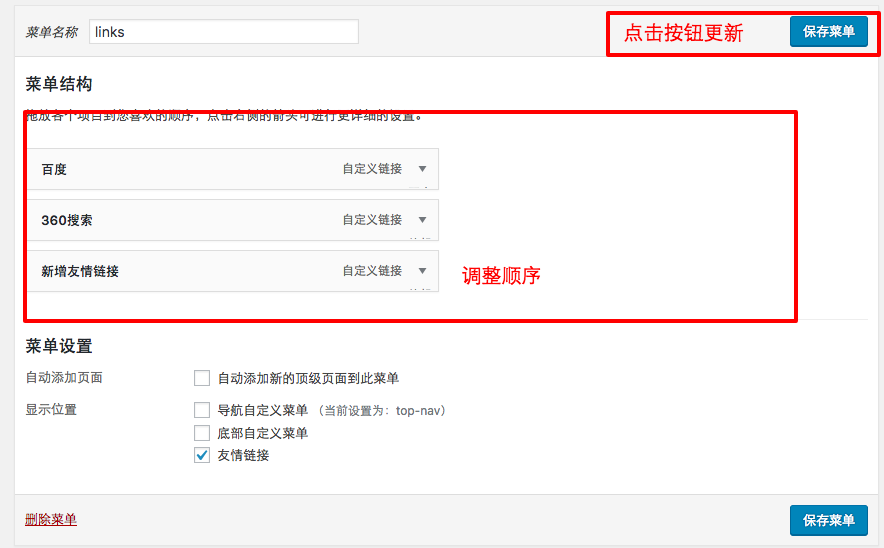 菜单名称 links 点击按钮更新 保存菜单
菜单结构
拖放各个项目到您喜欢的顺序，点击右侧的箭头可进行更详细的设置。
百度 自定义链接
360搜索 自定义链接
新增友情链接 自定义链接
调整顺序
菜单设置
自动添加页面 自动添加新的顶级页面到此菜单
显示位置 导航自定义菜单 （当前设置为：top-nav）
底部自定义菜单
友情链接
删除菜单 保存菜单